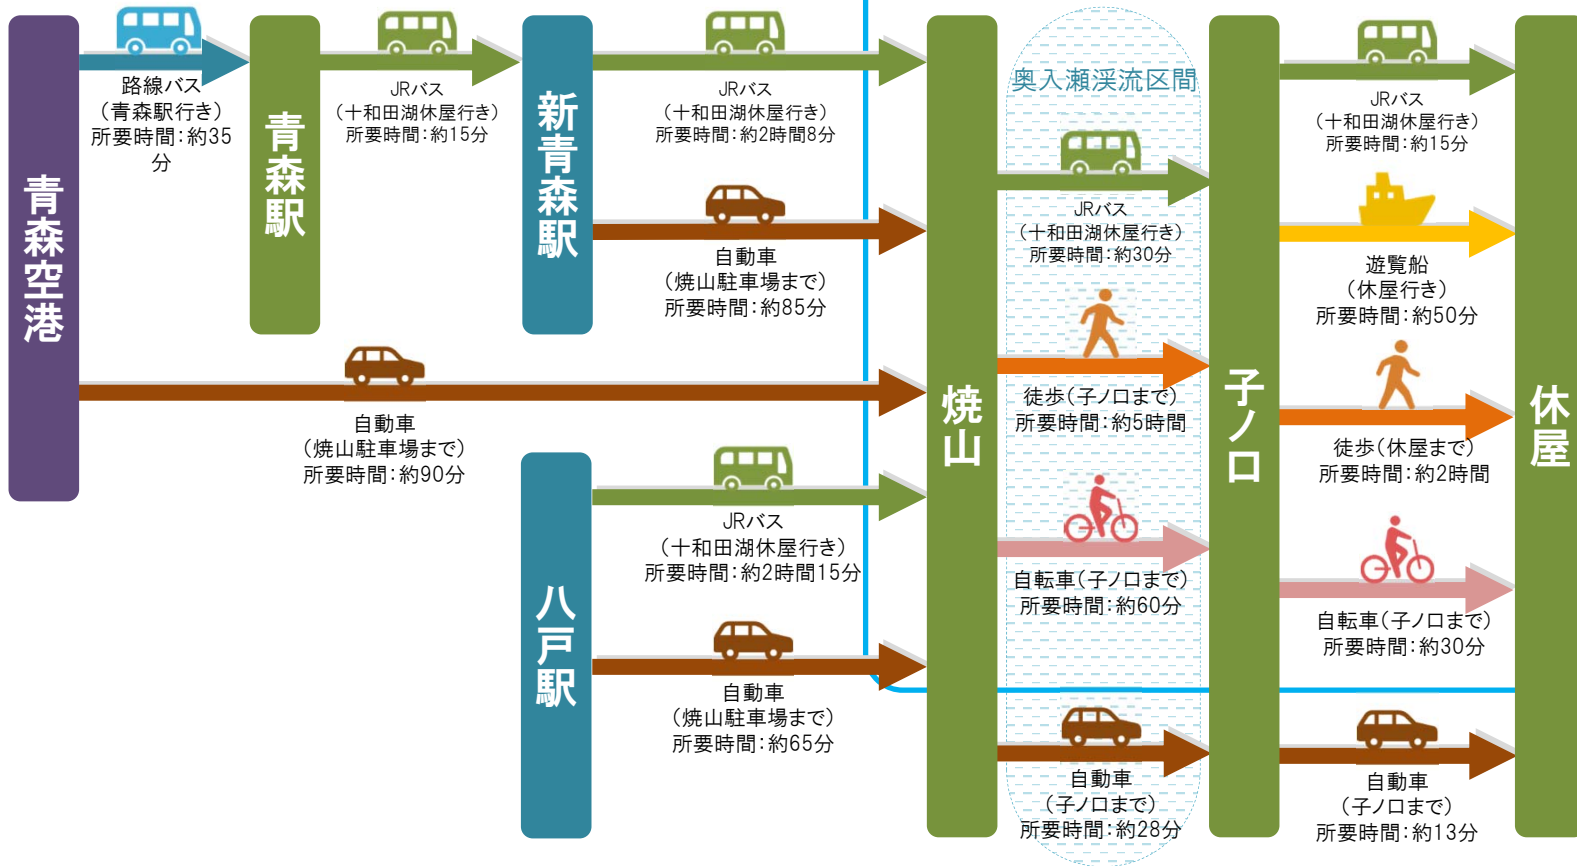 青森空港
路線バス
(青森駅行き)
所要時間:約35
分
青森駅
JRバス
(十和田湖休屋行き)
所要時間:約15分
新青森駅
JRバス
(十和田湖休屋行き)
所要時間:約2時間8分
自動車
(焼山駐車場まで)
所要時間:約85分
自動車
(焼山駐車場まで)
所要時間:約90分
八戸駅
JRバス
(十和田湖休屋行き)
所要時間:約2時間15分
自動車
(焼山駐車場まで)
所要時間:約65分
焼山
奥入瀬渓流区間
JRバス
(十和田湖休屋行き)
所要時間:約30分
徒歩(子ノ口まで)
所要時間:約5時間
自転車(子ノ口まで)
所要時間:約60分
自動車
(子ノ口まで)
所要時間:約28分
子ノ口
JRバス
(十和田湖休屋行き)
所要時間:約15分
遊覧船
(休屋行き)
所要時間:約50分
徒歩(休屋まで)
所要時間:約2時間
自転車(子ノ口まで)
所要時間:約30分
自動車
(子ノ口まで)
所要時間:約13分
休屋